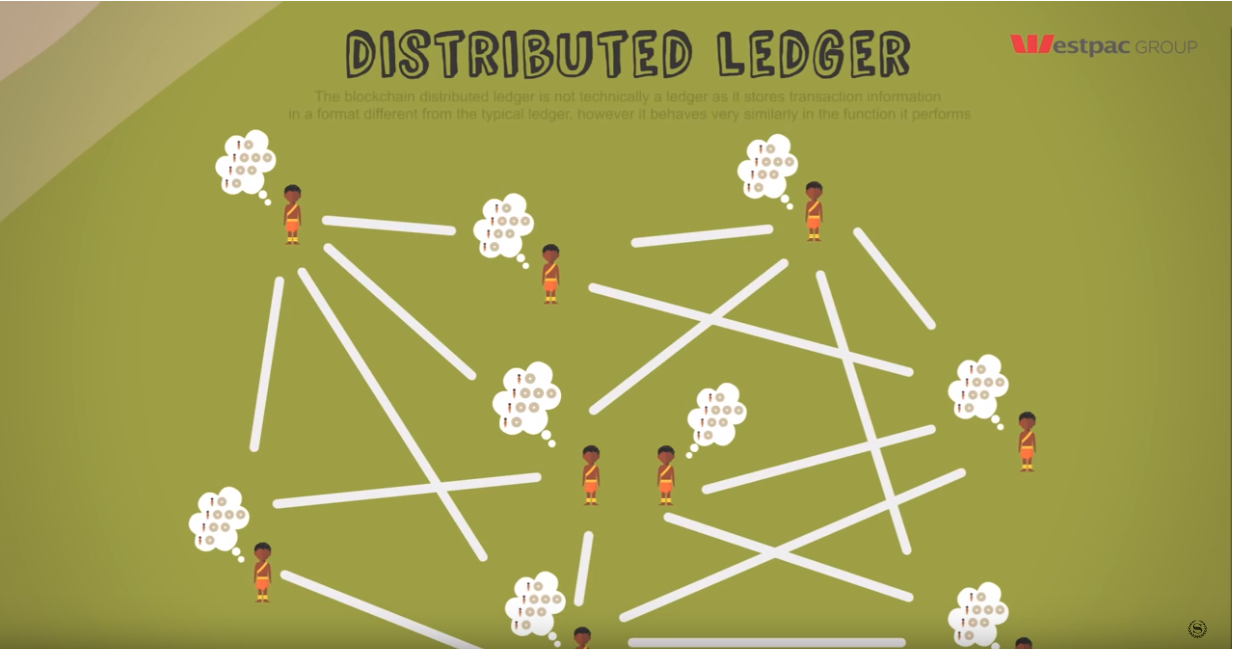 DISTRIBUTED LEDGER
Westpac GROUP
The blockchain distributed ledger is not technically a ledger as it stores transaction information
in a format different from the typical ledger. however it behaves very similarly in the function it performs
S